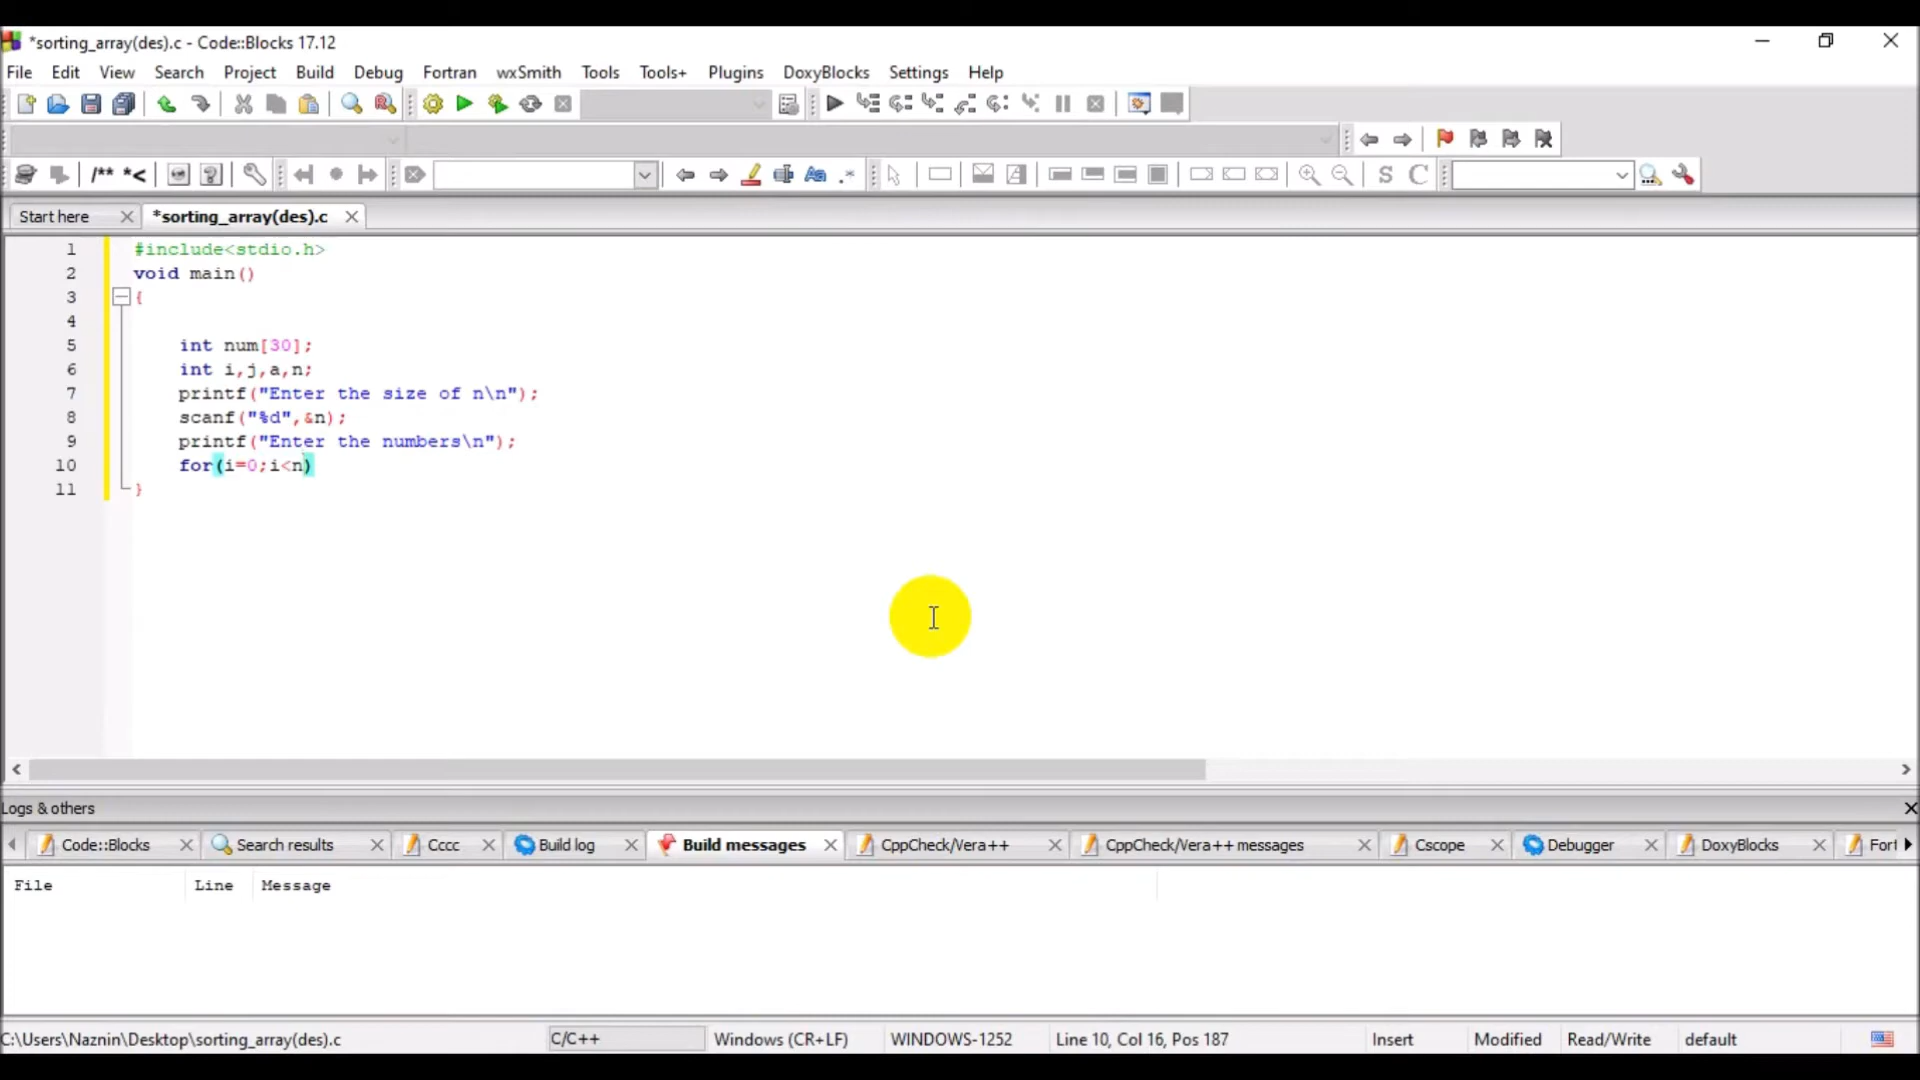 *sorting_array(des).c - Code::Blocks 17.12
File Edit View Search Project Build Debug Fortran wxSmith Tools Tools+ Plugins DoxyBlocks Settings Help
/** *< S C
Start here *sorting_array(des).c
1 #include<stdio.h>
2 void main()
3 {
4
5 int num[30];
6 int i,j,a,n;
7 printf("Enter the size of n\n");
8 scanf("%d",&n);
9 printf("Enter the numbers\n");
10 for(i=0;i<n)
11 }
Logs & others
Code::Blocks Search results Cccc Build log Build messages CppCheck/Vera++ CppCheck/Vera++ messages Cscope Debugger DoxyBlocks Fort
File Line Message
C:\Users\Naznin\Desktop\sorting_array(des).c C/C++ Windows (CR+LF) WINDOWS-1252 Line 10, Col 16, Pos 187 Insert Modified Read/Write default